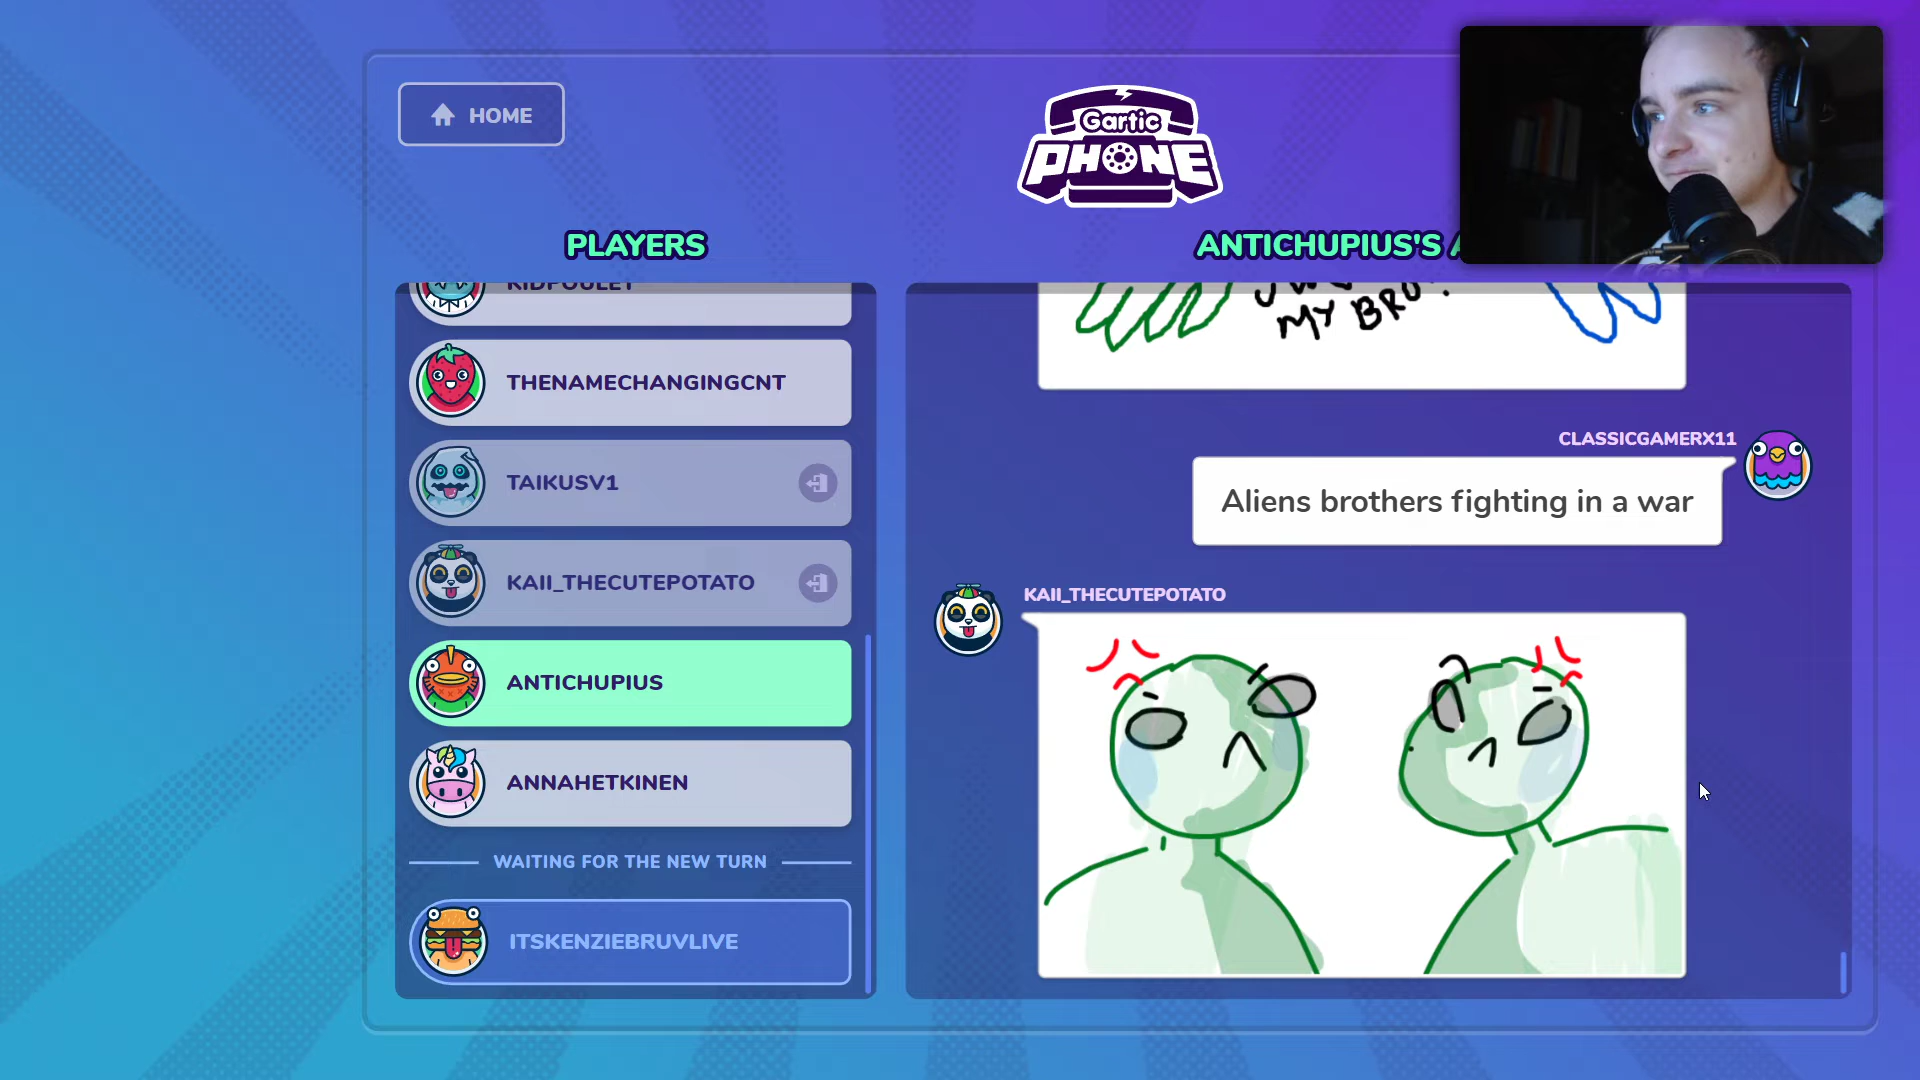 HOME
Gartic
PHONE
PLAYERS
ANTICHUPIUS'S
KIDPOULET
THENAMECHANGINGCNT
TAIKUSV1
KAII_THECUTEPOTATO
ANTICHUPIUS
ANNAHETKINEN
WAITING FOR THE NEW TURN
ITSKENZIEBRUVLIVE
MY BRO!
CLASSICGAMERX11
Aliens brothers fighting in a war
KAII_THECUTEPOTATO